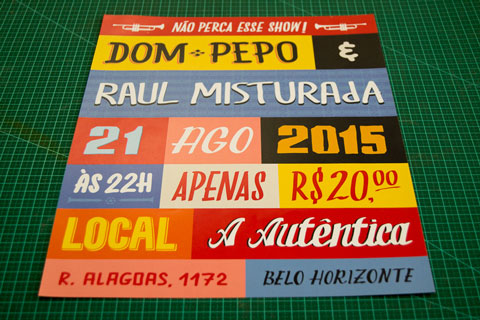 NÃO PERCA ESSE SHOW!
DOM + PEPO &
RAUL MISTURADA
21 AGO 2015
ÀS 22H APENAS R$20,00
LOCAL A Autêntica
R. ALAGOAS, 1172 BELO HORIZONTE